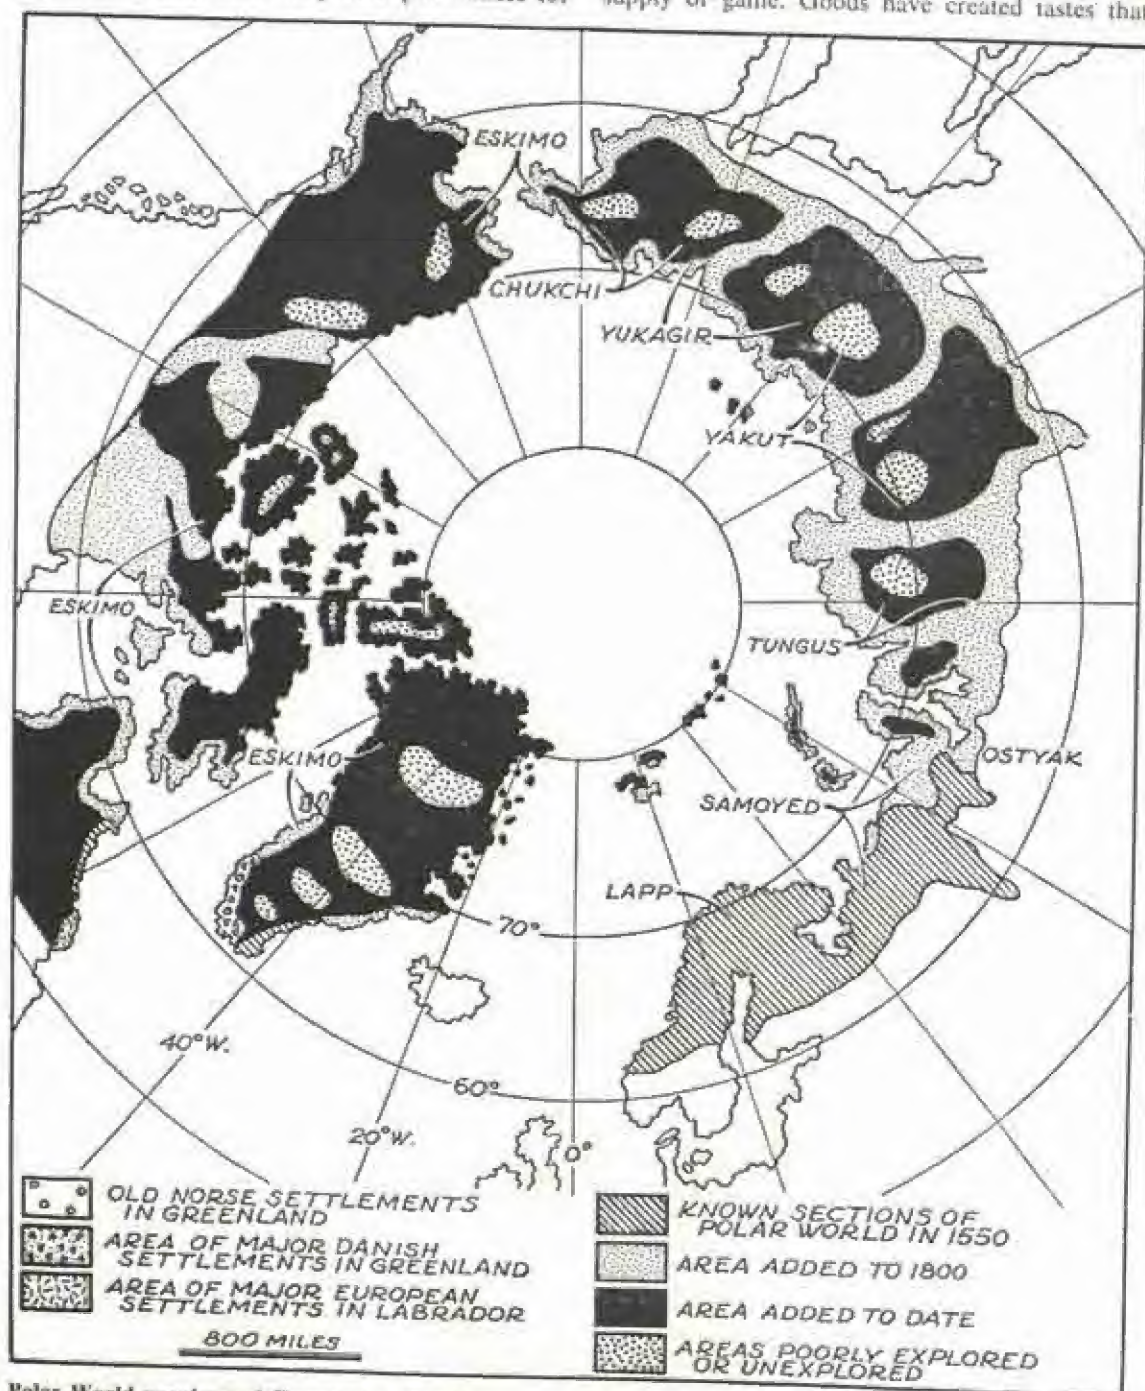 supply of game. Goods have created tastes that
ESKIMO
CHUKCHI
YUKAGIR
YAKUT
ESKIMO
TUNGUS
ESKIMO
OSTYAK
SAMOYED
LAPP
70°
40°W.
60°
20°W.
0°
OLD NORSE SETTLEMENTS
IN GREENLAND
AREA OF MAJOR DANISH
SETTLEMENTS IN GREENLAND
AREA OF MAJOR EUROPEAN
SETTLEMENTS IN LABRADOR
800 MILES
KNOWN SECTIONS OF
POLAR WORLD IN 1550
AREA ADDED TO 1800
AREA ADDED TO DATE
AREAS POORLY EXPLORED
OR UNEXPLORED
Polar World